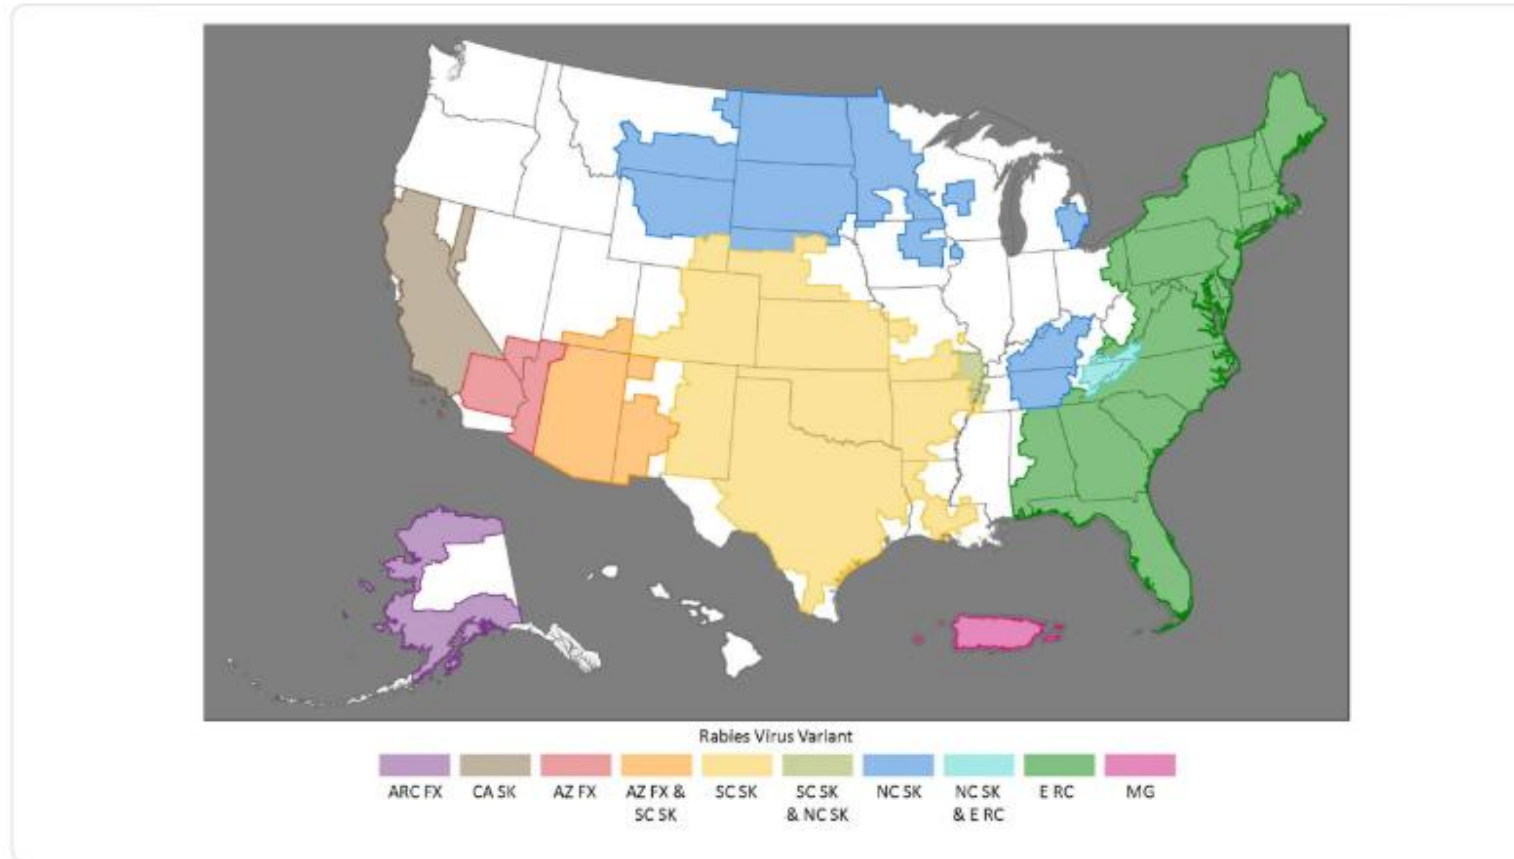 Rabies Virus Variant
ARC FX CA SK AZ FX AZ FX & SC SK SC SK NC SK NC SK E RC MG
SC SK & NC SK & E RC